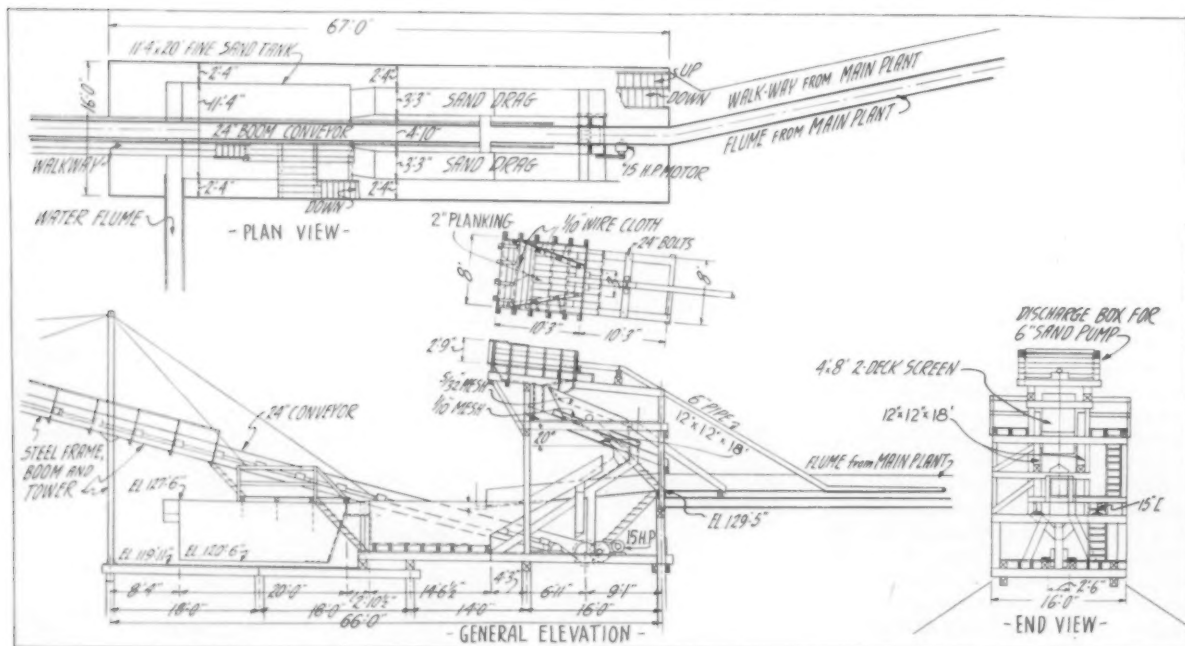 67'-0"
11'-4"x20' FINE SAND TANK
UP
DOWN
WALK-WAY FROM MAIN PLANT
FLUME FROM MAIN PLANT
16'-0"
2'-4"
2'-4"
11'-4"
3'-3" SAND DRAG
24" BOOM CONVEYOR
4'-10"
3'-3" SAND DRAG
WALKWAY
15 H.P. MOTOR
2'-4"
2'-4"
DOWN
WATER FLUME
- PLAN VIEW -
2" PLANKING
1/10" WIRE CLOTH
24" BOLTS
8'
8'
10'-3"
10'-3"
2'-9"
5/32" MESH
1/10" MESH
20°
6" PIPE
12"x12"x18'
24" CONVEYOR
STEEL FRAME,
BOOM AND
TOWER
FLUME from MAIN PLANT
EL 127'-6"
EL 129'-5"
EL 119'-11"
EL 120'-6"
15 H.P.
8'-4"
20'-0"
2'-10½"
14'-6½"
4'-3"
6'-11"
9'-1"
18'-0"
18'-0"
14'-0"
16'-0"
66'-0"
- GENERAL ELEVATION -
DISCHARGE BOX FOR
6" SAND PUMP
4'x8' 2-DECK SCREEN
12"x12"x18'
15" C
2'-6"
16'-0"
- END VIEW -